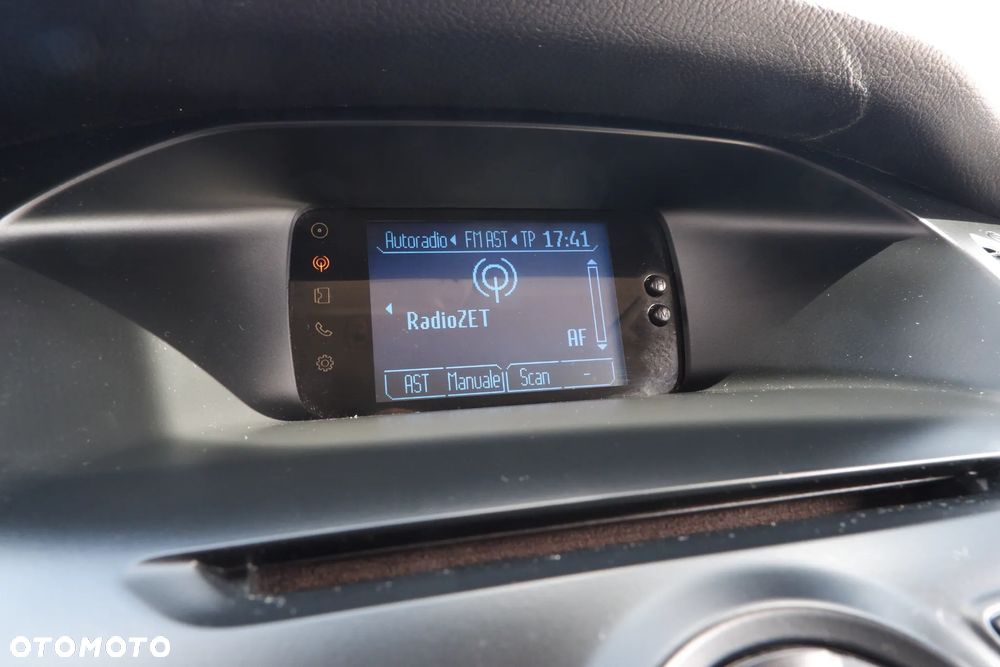 Autoradio FM AST TP 17:41
RadioZET
AF
AST Manuale Scan -
OTOMOTO